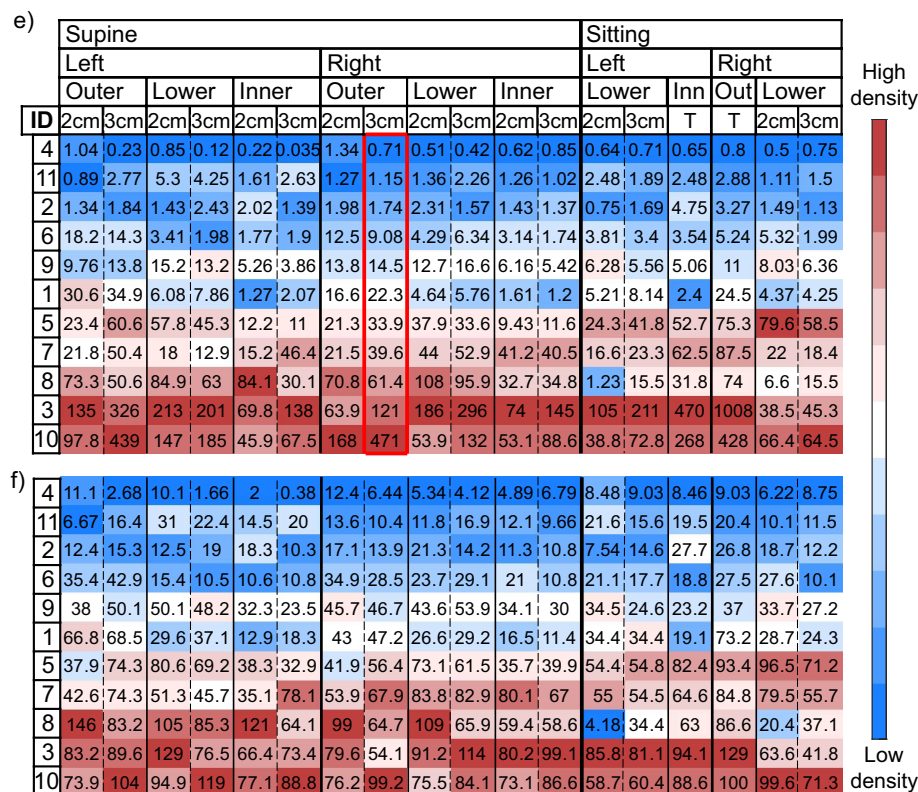 e)
Supine Sitting
Left Right Left Right
Outer Lower Inner Outer Lower Inner Lower Inn Out Lower
ID 2cm 3cm 2cm 3cm 2cm 3cm 2cm 3cm 2cm 3cm 2cm 3cm 2cm 3cm T T 2cm 3cm
4 1.04 0.23 0.85 0.12 0.22 0.035 1.34 0.71 0.51 0.42 0.62 0.85 0.64 0.71 0.65 0.8 0.5 0.75
11 0.89 2.77 5.3 4.25 1.61 2.63 1.27 1.15 1.36 2.26 1.26 1.02 2.48 1.89 2.48 2.88 1.11 1.5
2 1.34 1.84 1.43 2.43 2.02 1.39 1.98 1.74 2.31 1.57 1.43 1.37 0.75 1.69 4.75 3.27 1.49 1.13
6 18.2 14.3 3.41 1.98 1.77 1.9 12.5 9.08 4.29 6.34 3.14 1.74 3.81 3.4 3.54 5.24 5.32 1.99
9 9.76 13.8 15.2 13.2 5.26 3.86 13.8 14.5 12.7 16.6 6.16 5.42 6.28 5.56 5.06 11 8.03 6.36
1 30.6 34.9 6.08 7.86 1.27 2.07 16.6 22.3 4.64 5.76 1.61 1.2 5.21 8.14 2.4 24.5 4.37 4.25
5 23.4 60.6 57.8 45.3 12.2 11 21.3 33.9 37.9 33.6 9.43 11.6 24.3 41.8 52.7 75.3 79.6 58.5
7 21.8 50.4 18 12.9 15.2 46.4 21.5 39.6 44 52.9 41.2 40.5 16.6 23.3 62.5 87.5 22 18.4
8 73.3 50.6 84.9 63 84.1 30.1 70.8 61.4 108 95.9 32.7 34.8 1.23 15.5 31.8 74 6.6 15.5
3 135 326 213 201 69.8 138 63.9 121 186 296 74 145 105 211 470 1008 38.5 45.3
10 97.8 439 147 185 45.9 67.5 168 471 53.9 132 53.1 88.6 38.8 72.8 268 428 66.4 64.5
f)
4 11.1 2.68 10.1 1.66 2 0.38 12.4 6.44 5.34 4.12 4.89 6.79 8.48 9.03 8.46 9.03 6.22 8.75
11 6.67 16.4 31 22.4 14.5 20 13.6 10.4 11.8 16.9 12.1 9.66 21.6 15.6 19.5 20.4 10.1 11.5
2 12.4 15.3 12.5 19 18.3 10.3 17.1 13.9 21.3 14.2 11.3 10.8 7.54 14.6 27.7 26.8 18.7 12.2
6 35.4 42.9 15.4 10.5 10.6 10.8 34.9 28.5 23.7 29.1 21 10.8 21.1 17.7 18.8 27.5 27.6 10.1
9 38 50.1 50.1 48.2 32.3 23.5 45.7 46.7 43.6 53.9 34.1 30 34.5 24.6 23.2 37 33.7 27.2
1 66.8 68.5 29.6 37.1 12.9 18.3 43 47.2 26.6 29.2 16.5 11.4 34.4 34.4 19.1 73.2 28.7 24.3
5 37.9 74.3 80.6 69.2 38.3 32.9 41.9 56.4 73.1 61.5 35.7 39.9 54.4 54.8 82.4 93.4 96.5 71.2
7 42.6 74.3 51.3 45.7 35.1 78.1 53.9 67.9 83.8 82.9 80.1 67 55 54.5 64.6 84.8 79.5 55.7
8 146 83.2 105 85.3 121 64.1 99 64.7 109 65.9 59.4 58.6 4.18 34.4 63 86.6 20.4 37.1
3 83.2 89.6 129 76.5 66.4 73.4 79.6 54.1 91.2 114 80.2 99.1 85.8 81.1 94.1 129 63.6 41.8
10 73.9 104 94.9 119 77.1 88.8 76.2 99.2 75.5 84.1 73.1 86.6 58.7 60.4 88.6 100 99.6 71.3
High
density
Low
density